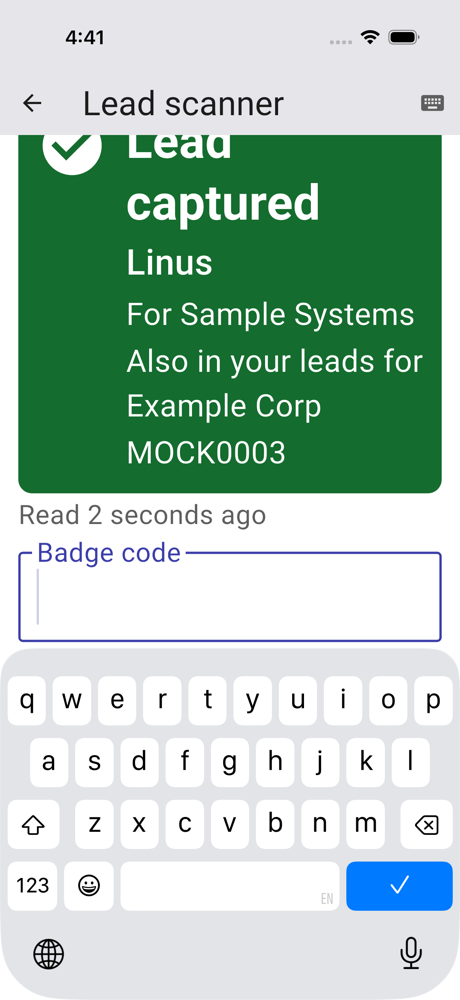 4:41
Lead scanner
Lead
captured
Linus
For Sample Systems
Also in your leads for
Example Corp
MOCK0003
Read 2 seconds ago
Badge code
q w e r t y u i o p
a s d f g h j k l
z x c v b n m
123
EN